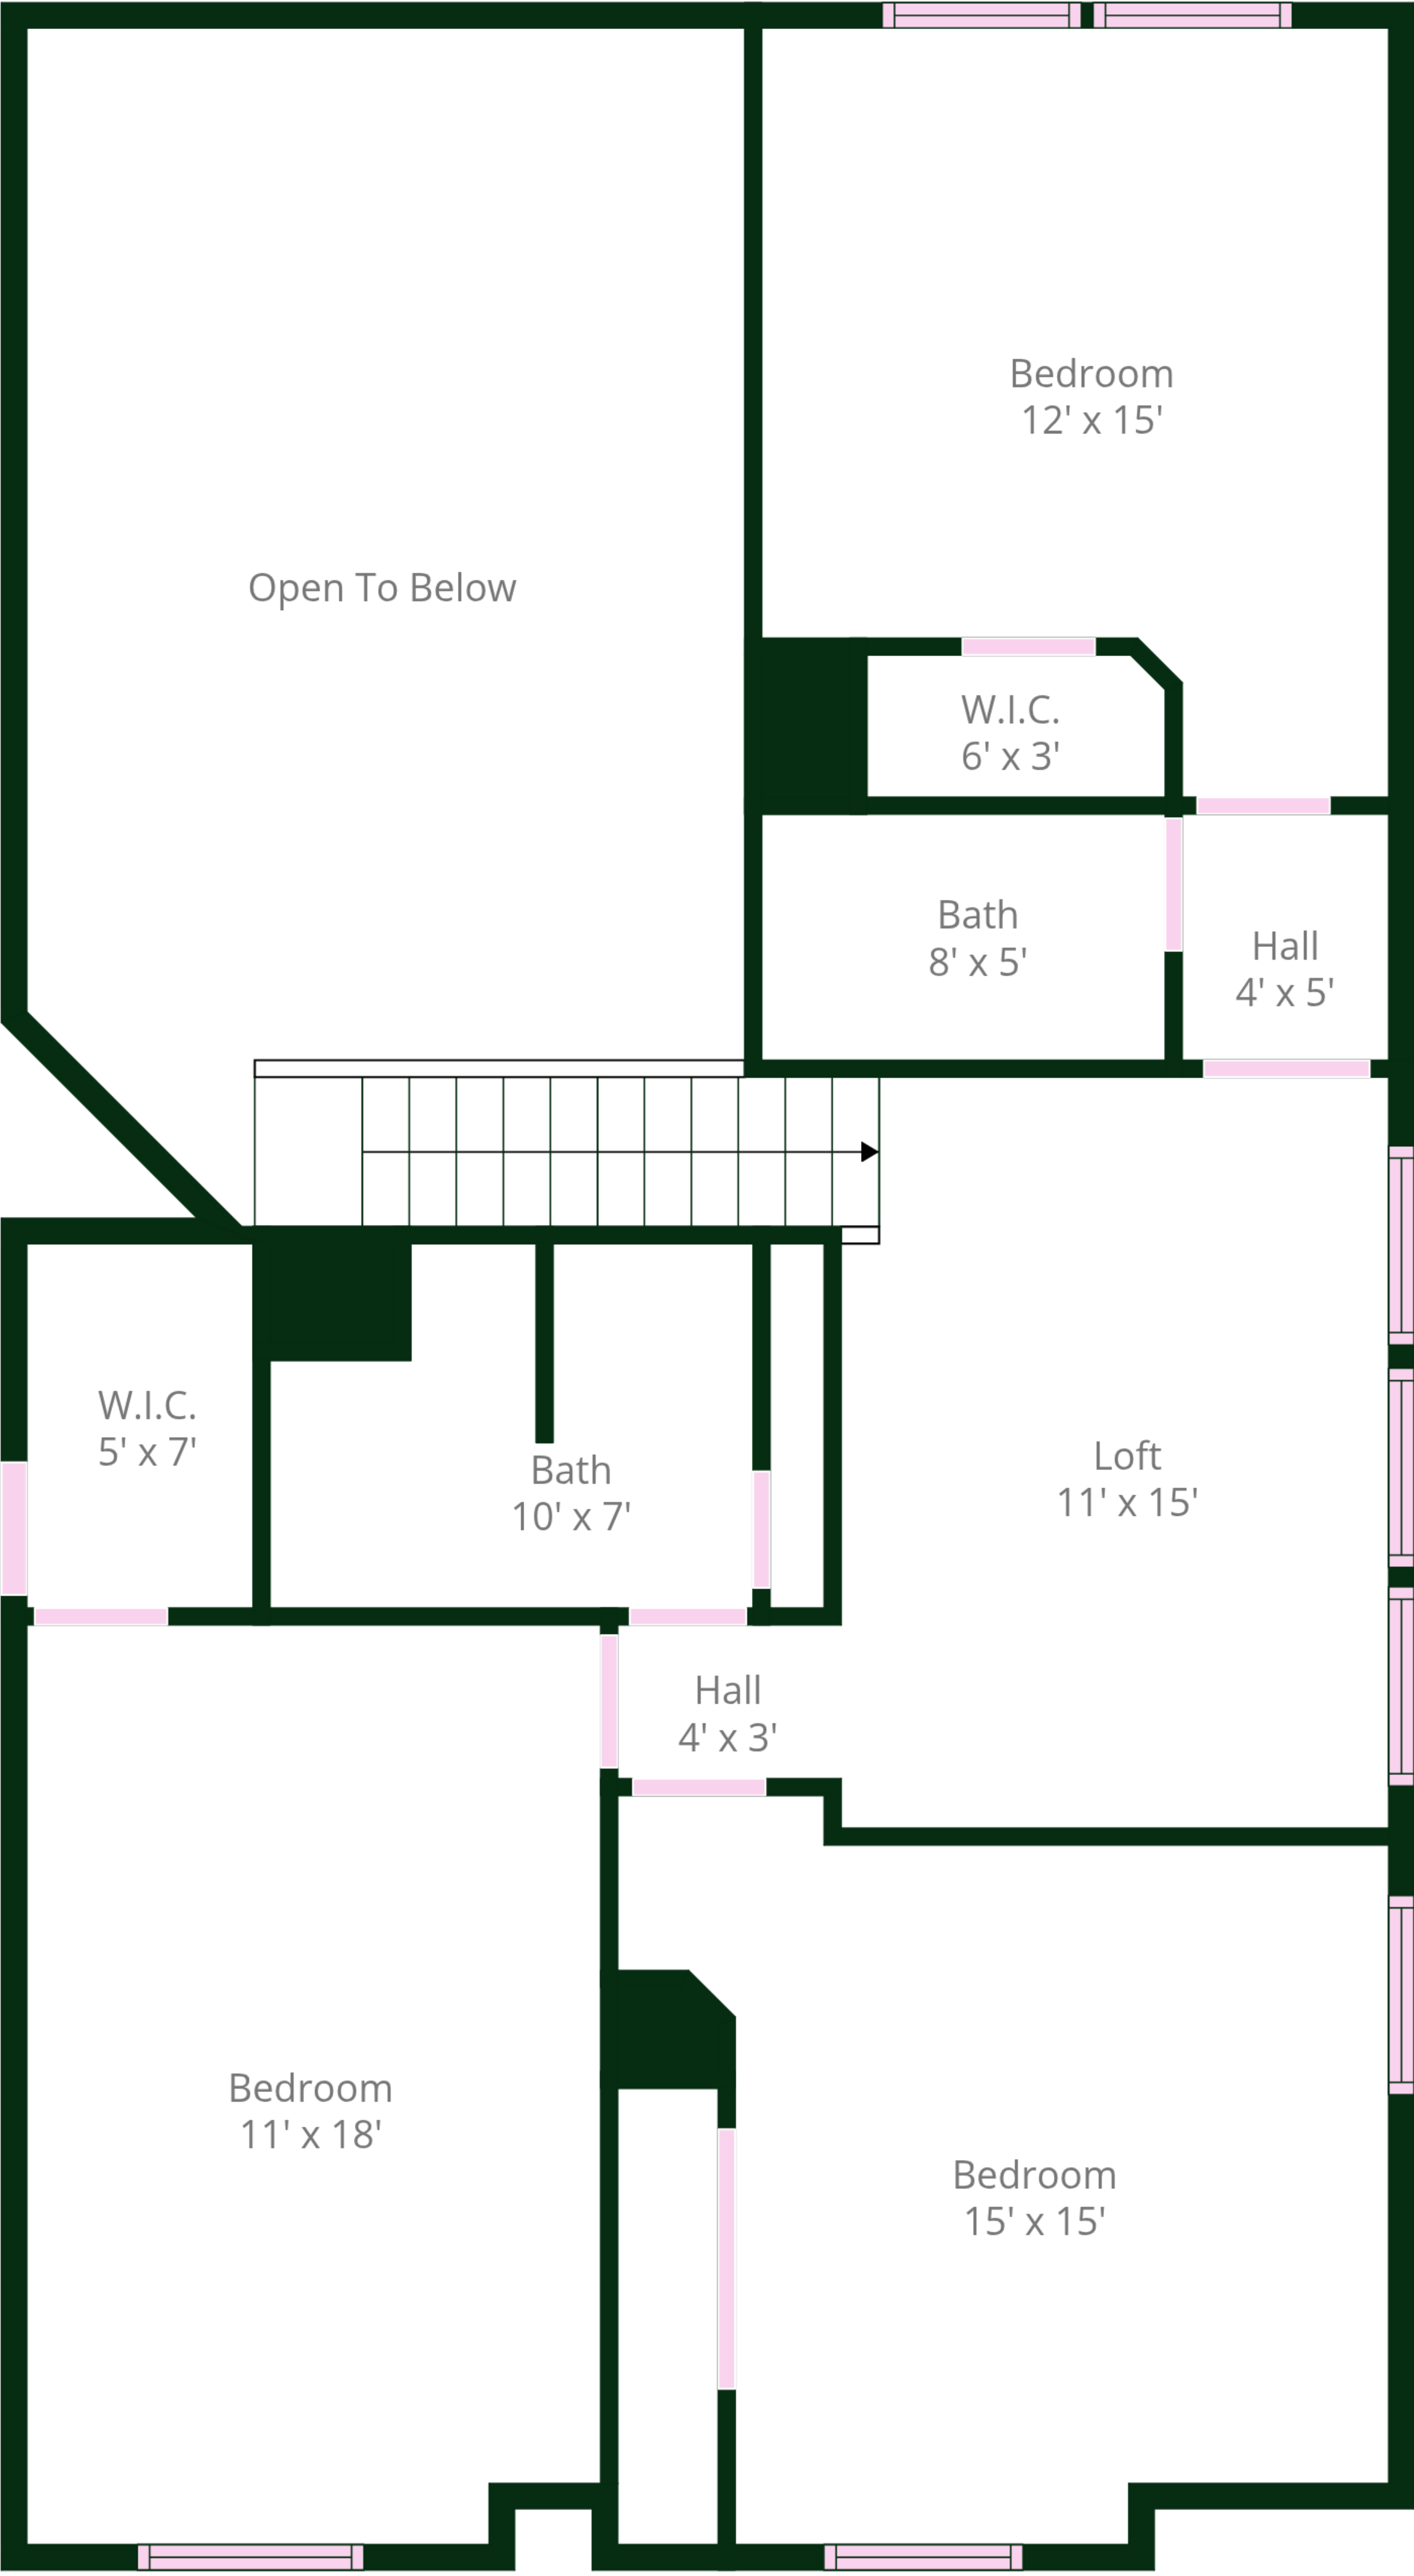 Bedroom
12' x 15'
Open To Below
W.I.C.
6' x 3'
Bath
8' x 5'
Hall
4' x 5'
W.I.C.
5' x 7'
Bath
10' x 7'
Loft
11' x 15'
Hall
4' x 3'
Bedroom
11' x 18'
Bedroom
15' x 15'